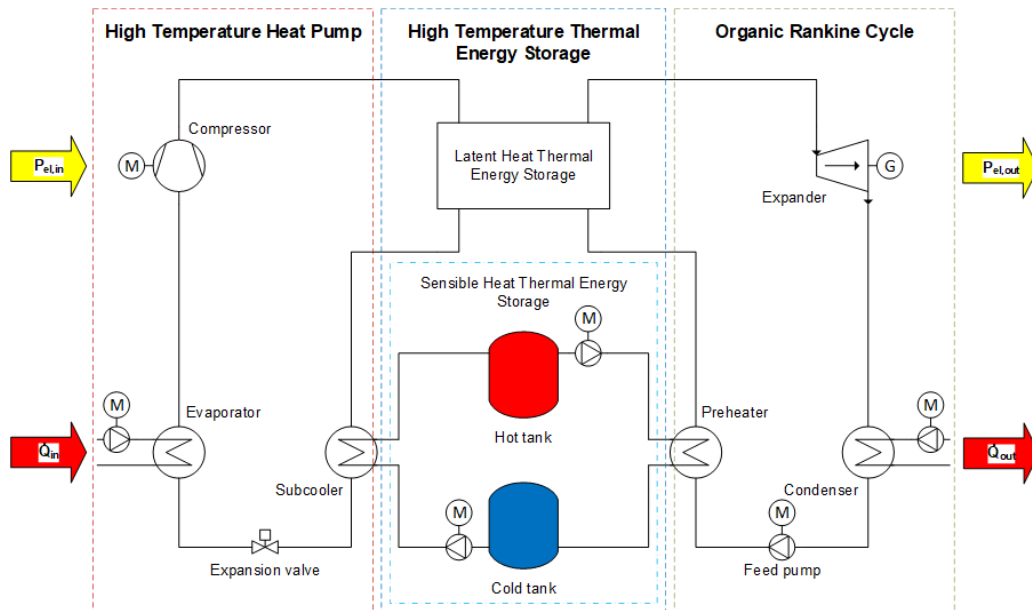 High Temperature Heat Pump
High Temperature Thermal
Energy Storage
Organic Rankine Cycle
Compressor
M
P el,in
Latent Heat Thermal
Energy Storage
G
Expander
P el,out
Sensible Heat Thermal Energy
Storage
M
Hot tank
M
Evaporator
Q̇in
Subcooler
Preheater
M
Condenser
Q̇out
M
Expansion valve
Cold tank
M
Feed pump